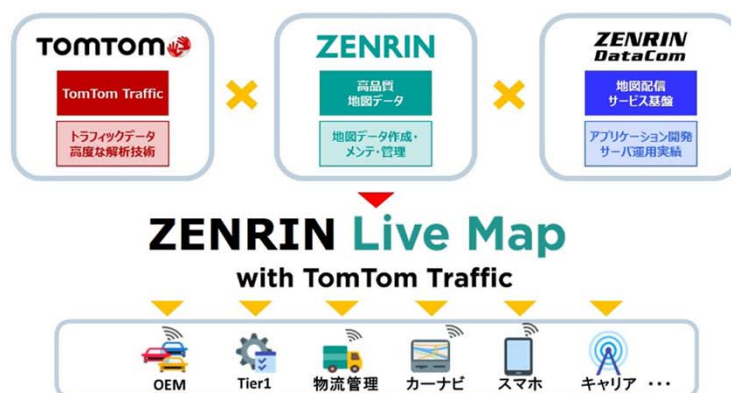 TOMTOM
TomTom Traffic
トラフィックデータ
高度な解析技術
ZENRIN
高品質
地図データ
地図データ作成・
メンテ・管理
ZENRIN
DataCom
地図配信
サービス基盤
アプリケーション開発
サーバ運用実績
ZENRIN Live Map
with TomTom Traffic
OEM
Tier1
物流管理
カーナビ
スマホ
キャリア ・・・